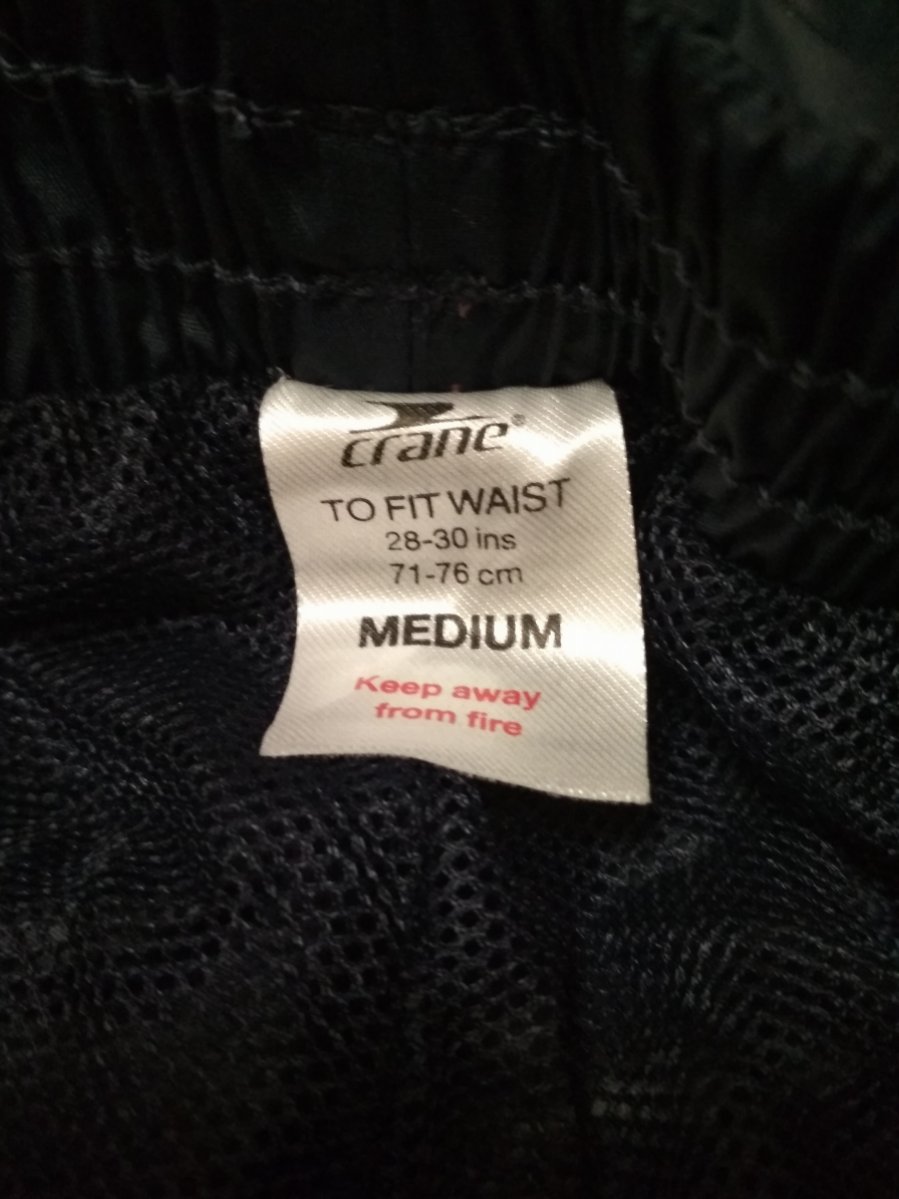 crane®
TO FIT WAIST
28-30 ins
71-76 cm
MEDIUM
Keep away
from fire